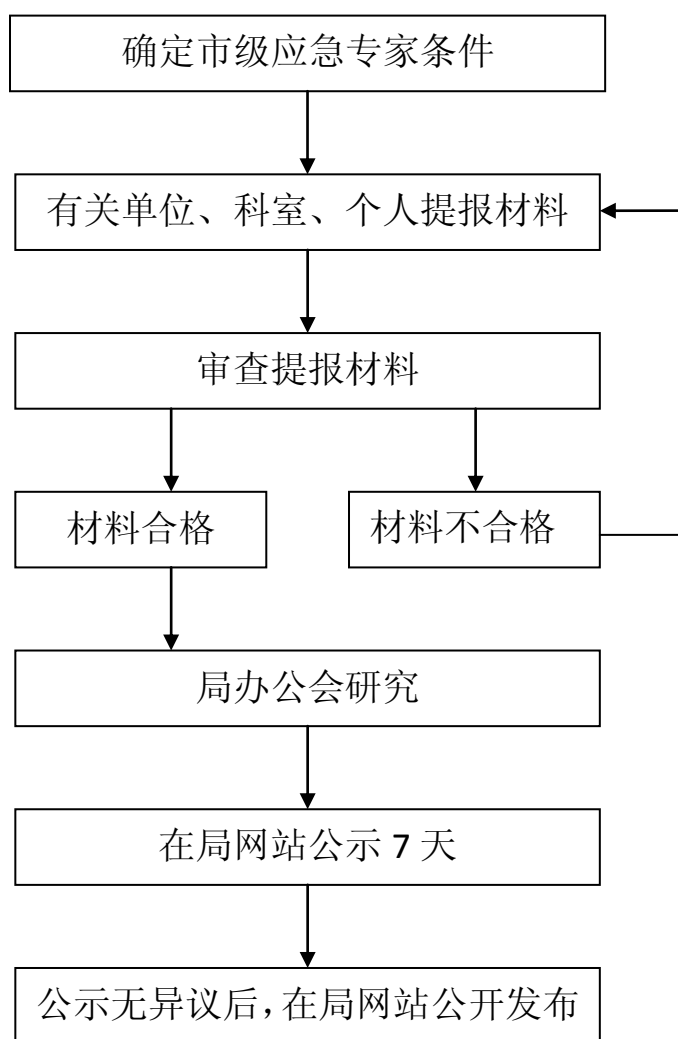 确定市级应急专家条件
有关单位、科室、个人提报材料
审查提报材料
材料合格
材料不合格
局办公会研究
在局网站公示 7 天
公示无异议后，在局网站公开发布